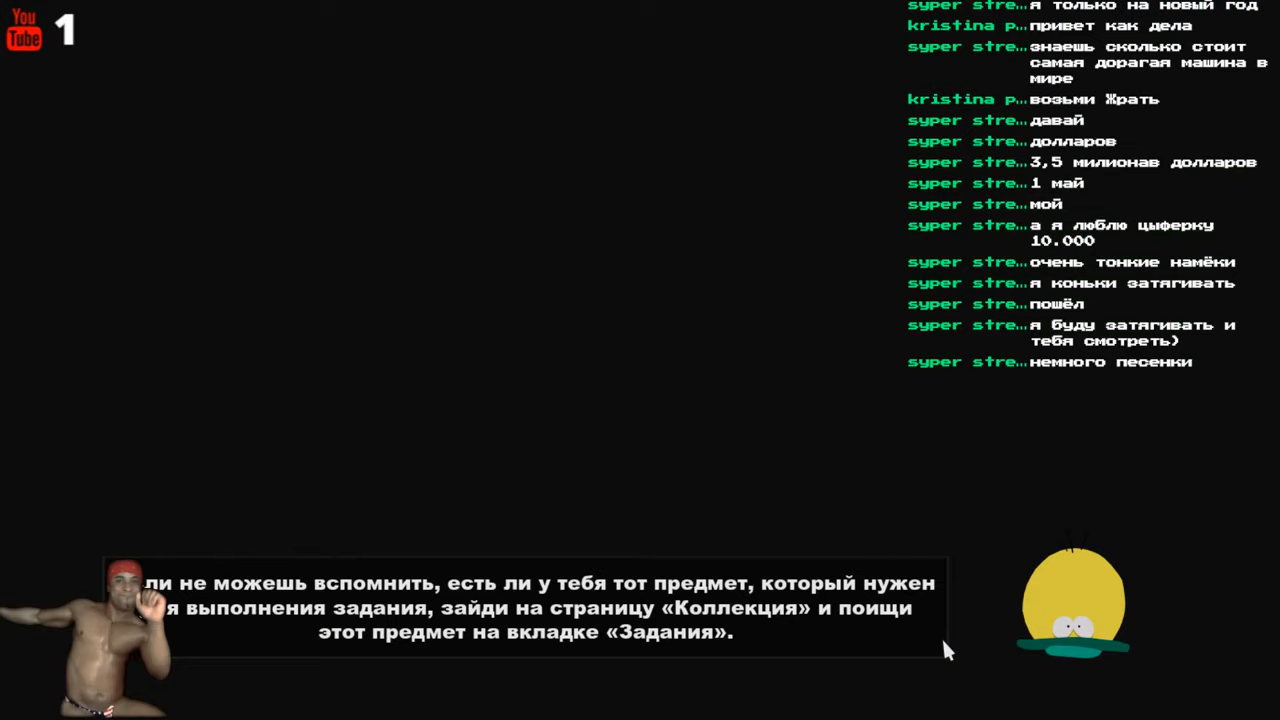 You
Tube
1
syper stre… я только на новый год
kristina p… привет как дела
syper stre… знаешь сколько стоит
самая дорагая машина в
мире
kristina p… возьми Жрать
syper stre… давай
syper stre… долларов
syper stre… 3,5 милионав долларов
syper stre… 1 май
syper stre… мой
syper stre… а я люблю цыферку
10.000
syper stre… очень тонкие намёки
syper stre… я коньки затягивать
syper stre… пошёл
syper stre… я буду затягивать и
тебя смотреть)
syper stre… немного песенки
ли не можешь вспомнить, есть ли у тебя тот предмет, который нужен
я выполнения задания, зайди на страницу «Коллекция» и поищи
этот предмет на вкладке «Задания».